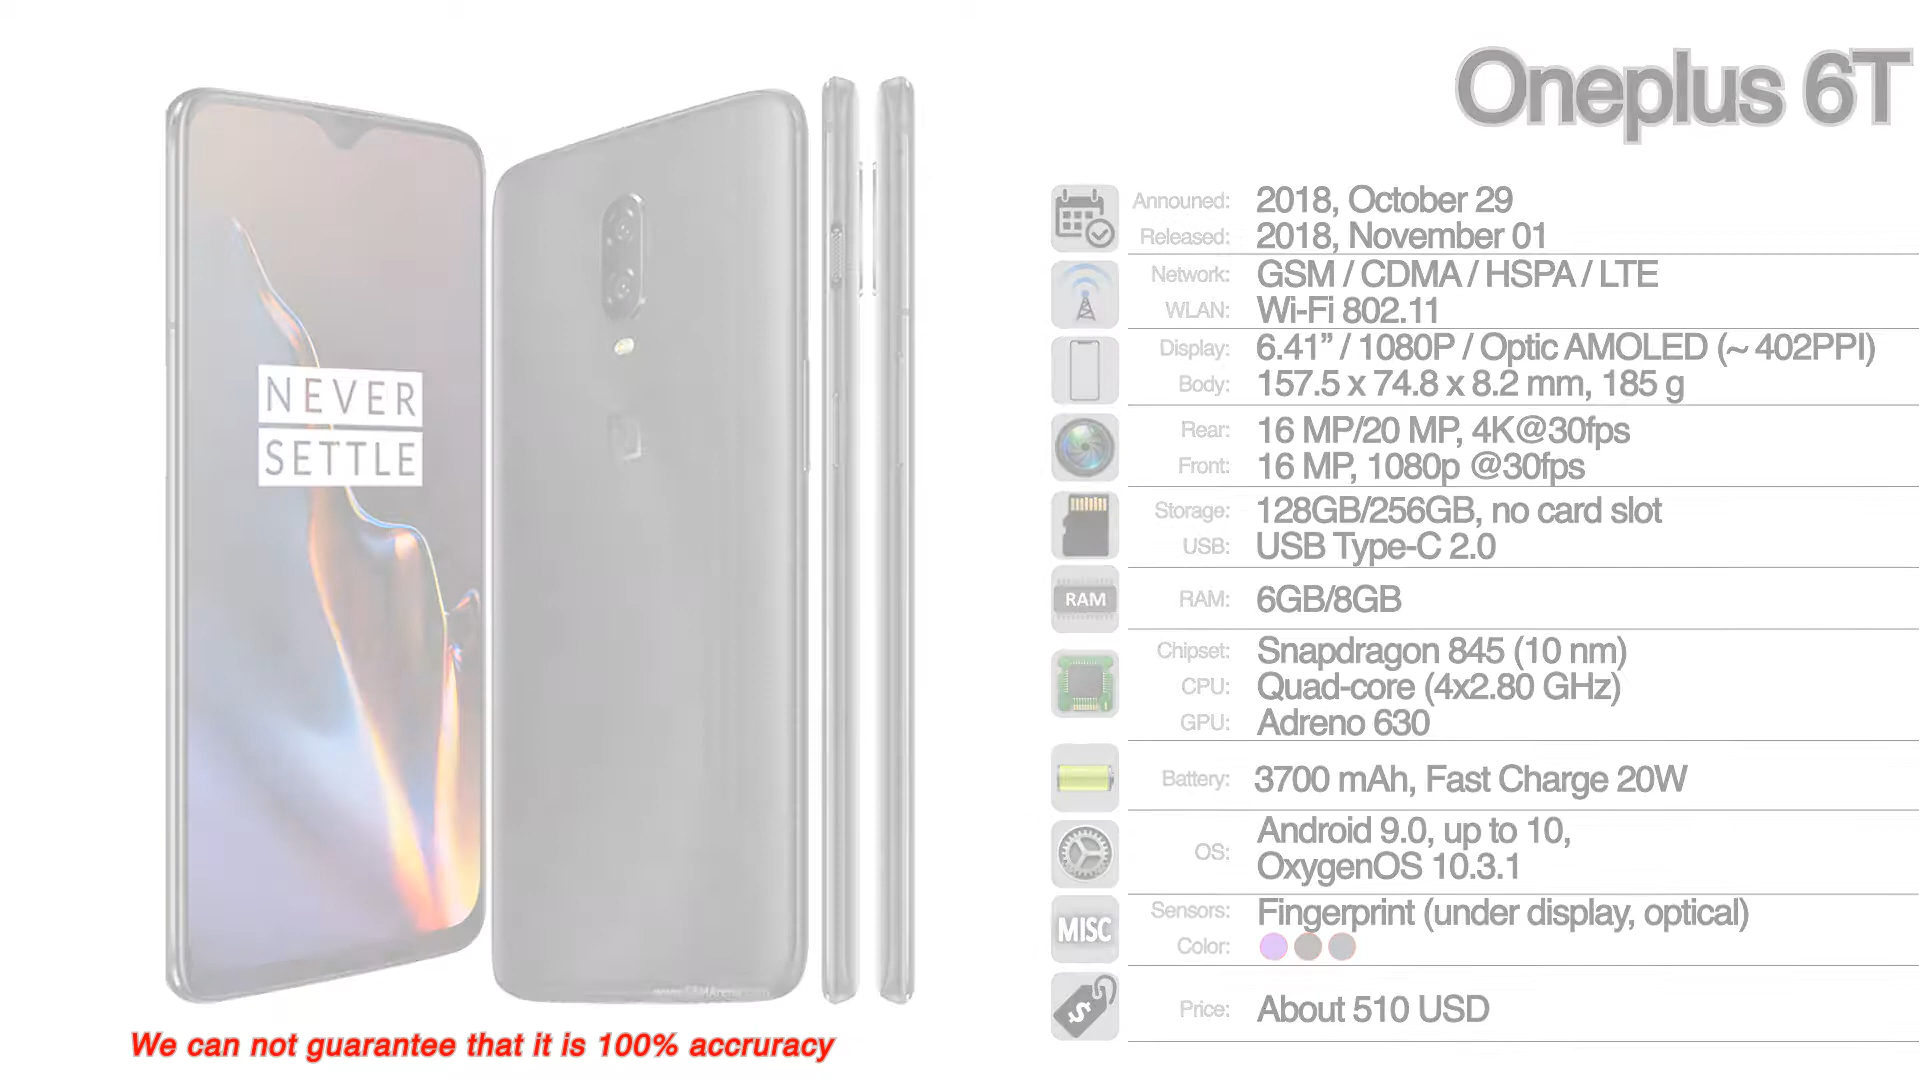 Oneplus 6T
NEVER
SETTLE
Announed: 2018, October 29
Released: 2018, November 01
Network: GSM / CDMA / HSPA / LTE
WLAN: Wi-Fi 802.11
Display: 6.41” / 1080P / Optic AMOLED (~ 402PPI)
Body: 157.5 x 74.8 x 8.2 mm, 185 g
Rear: 16 MP/20 MP, 4K@30fps
Front: 16 MP, 1080p @30fps
Storage: 128GB/256GB, no card slot
USB: USB Type-C 2.0
RAM
RAM: 6GB/8GB
Chipset: Snapdragon 845 (10 nm)
CPU: Quad-core (4x2.80 GHz)
GPU: Adreno 630
Battery: 3700 mAh, Fast Charge 20W
OS: Android 9.0, up to 10,
OxygenOS 10.3.1
MISC
Sensors: Fingerprint (under display, optical)
Color:
Price: About 510 USD
We can not guarantee that it is 100% accruracy